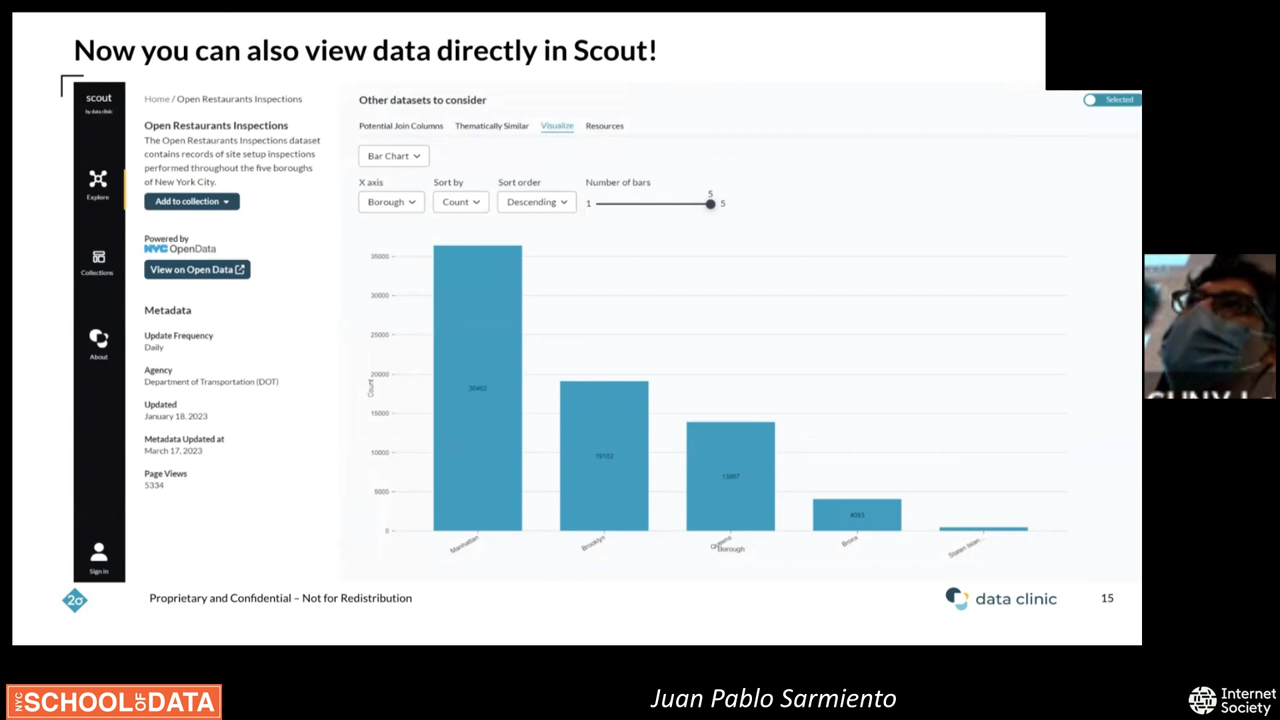 Now you can also view data directly in Scout!
scout
by data clinic
Explore
Collections
About
Sign in
Home / Open Restaurants Inspections
Open Restaurants Inspections
The Open Restaurants Inspections dataset
contains records of site setup inspections
performed throughout the five boroughs
of New York City.
Add to collection
Powered by
NYC OpenData
View on Open Data
Metadata
Update Frequency
Daily
Agency
Department of Transportation (DOT)
Updated
January 18, 2023
Metadata Updated at
March 17, 2023
Page Views
5334
Other datasets to consider
Selected
Potential Join Columns Thematically Similar Visualize Resources
Bar Chart
X axis Sort by Sort order Number of bars
Borough Count Descending 1 5 5
35000
30000
25000
20000
15000
10000
5000
0
Count
19102
4093
Manhattan Brooklyn Queens Bronx Staten Islan...
Borough
2σ
Proprietary and Confidential – Not for Redistribution
data clinic
15
NYC SCHOOL OF DATA
Juan Pablo Sarmiento
Internet
Society